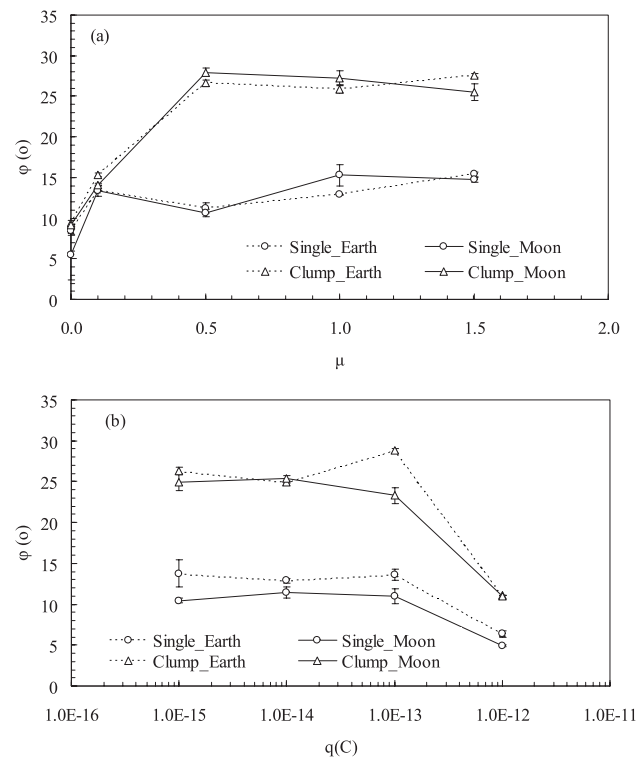 35
(a)
30
25
20
φ (o)
15
10
5
0
Single_Earth
Single_Moon
Clump_Earth
Clump_Moon
0.0 0.5 1.0 1.5 2.0
μ
35
(b)
30
25
20
φ (o)
15
10
5
0
Single_Earth
Single_Moon
Clump_Earth
Clump_Moon
1.0E-16 1.0E-15 1.0E-14 1.0E-13 1.0E-12 1.0E-11
q(C)